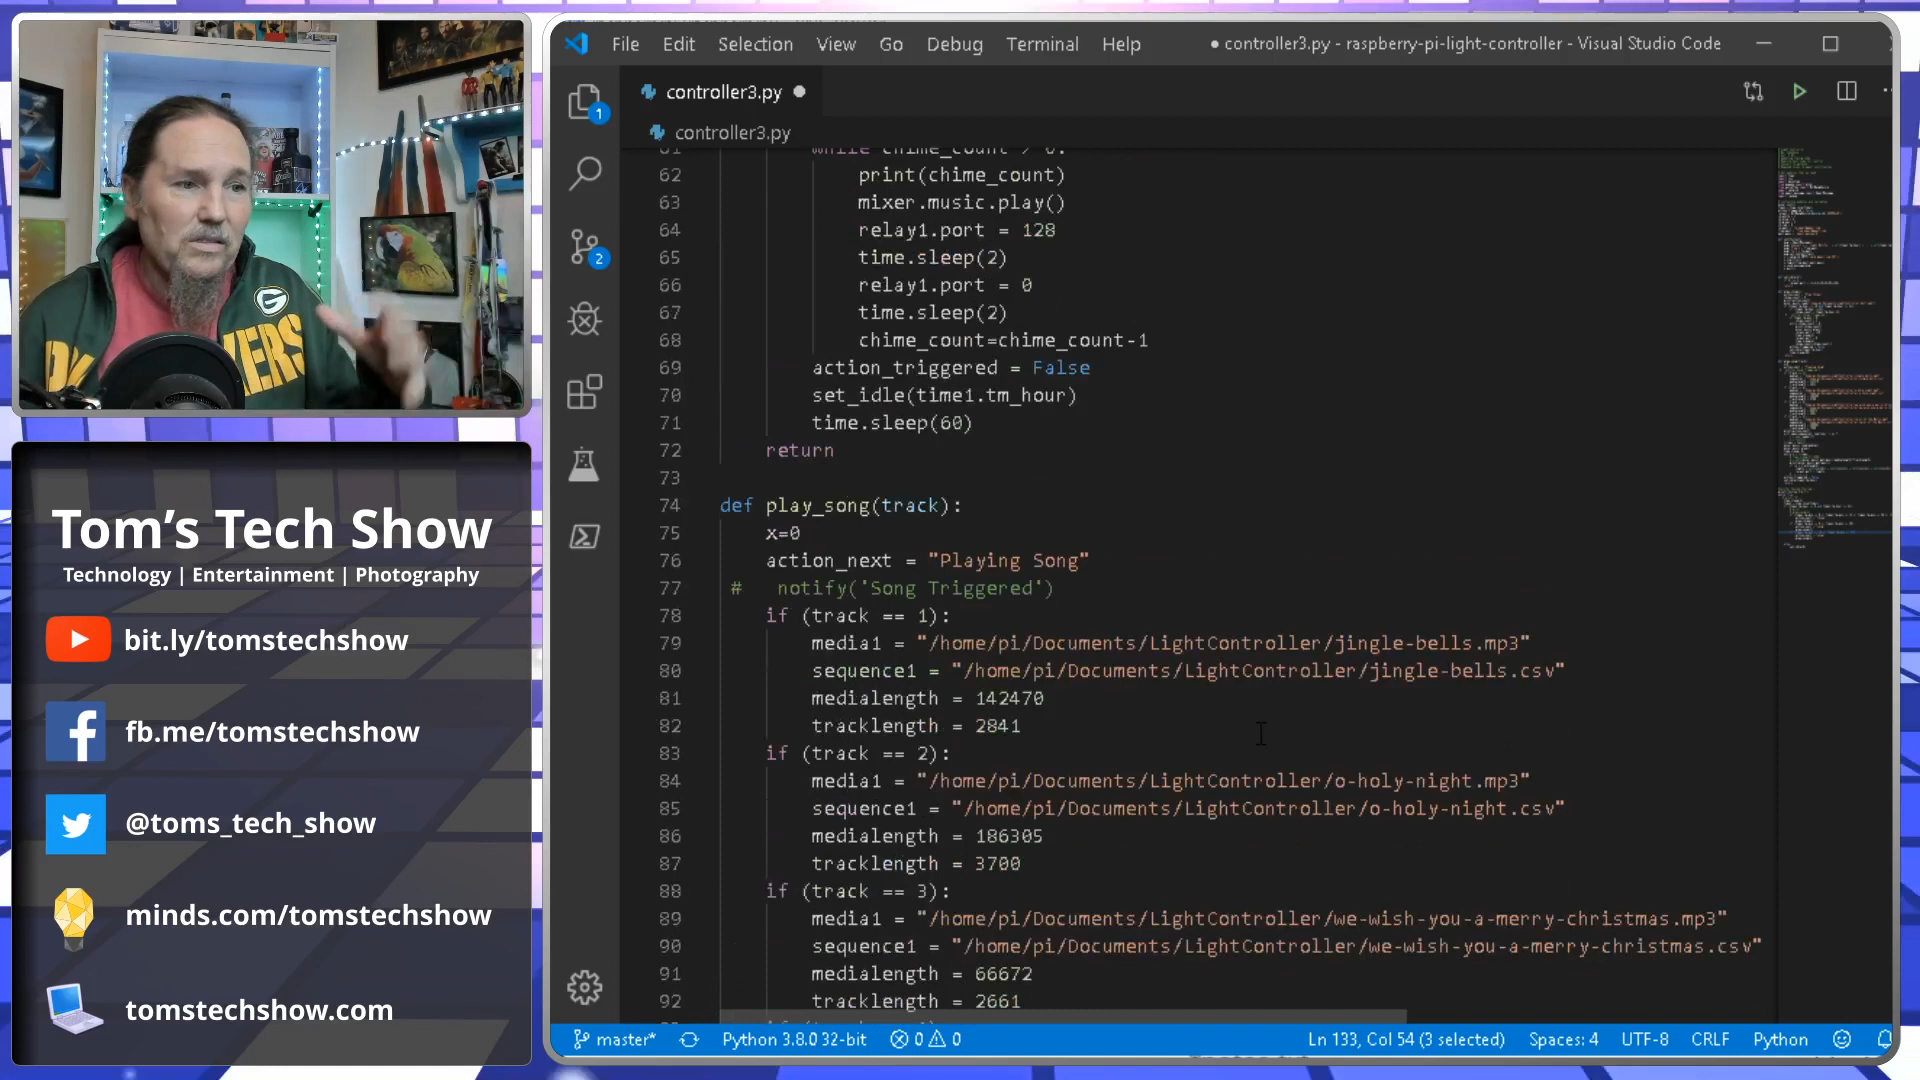 File Edit Selection View Go Debug Terminal Help
● controller3.py - raspberry-pi-light-controller - Visual Studio Code
controller3.py ●
controller3.py
1
2
62 print(chime_count)
63 mixer.music.play()
64 relay1.port = 128
65 time.sleep(2)
66 relay1.port = 0
67 time.sleep(2)
68 chime_count=chime_count-1
69 action_triggered = False
70 set_idle(time1.tm_hour)
71 time.sleep(60)
72 return
73
74 def play_song(track):
75 x=0
76 action_next = "Playing Song"
77 # notify('Song Triggered')
78 if (track == 1):
79 media1 = "/home/pi/Documents/LightController/jingle-bells.mp3"
80 sequence1 = "/home/pi/Documents/LightController/jingle-bells.csv"
81 medialength = 142470
82 tracklength = 2841
83 if (track == 2):
84 media1 = "/home/pi/Documents/LightController/o-holy-night.mp3"
85 sequence1 = "/home/pi/Documents/LightController/o-holy-night.csv"
86 medialength = 186305
87 tracklength = 3700
88 if (track == 3):
89 media1 = "/home/pi/Documents/LightController/we-wish-you-a-merry-christmas.mp3"
90 sequence1 = "/home/pi/Documents/LightController/we-wish-you-a-merry-christmas.csv"
91 medialength = 66672
92 tracklength = 2661
master* Python 3.8.0 32-bit 0 0 Ln 133, Col 54 (3 selected) Spaces: 4 UTF-8 CRLF Python
G
Tom's Tech Show
Technology | Entertainment | Photography
bit.ly/tomstechshow
fb.me/tomstechshow
@toms_tech_show
minds.com/tomstechshow
tomstechshow.com